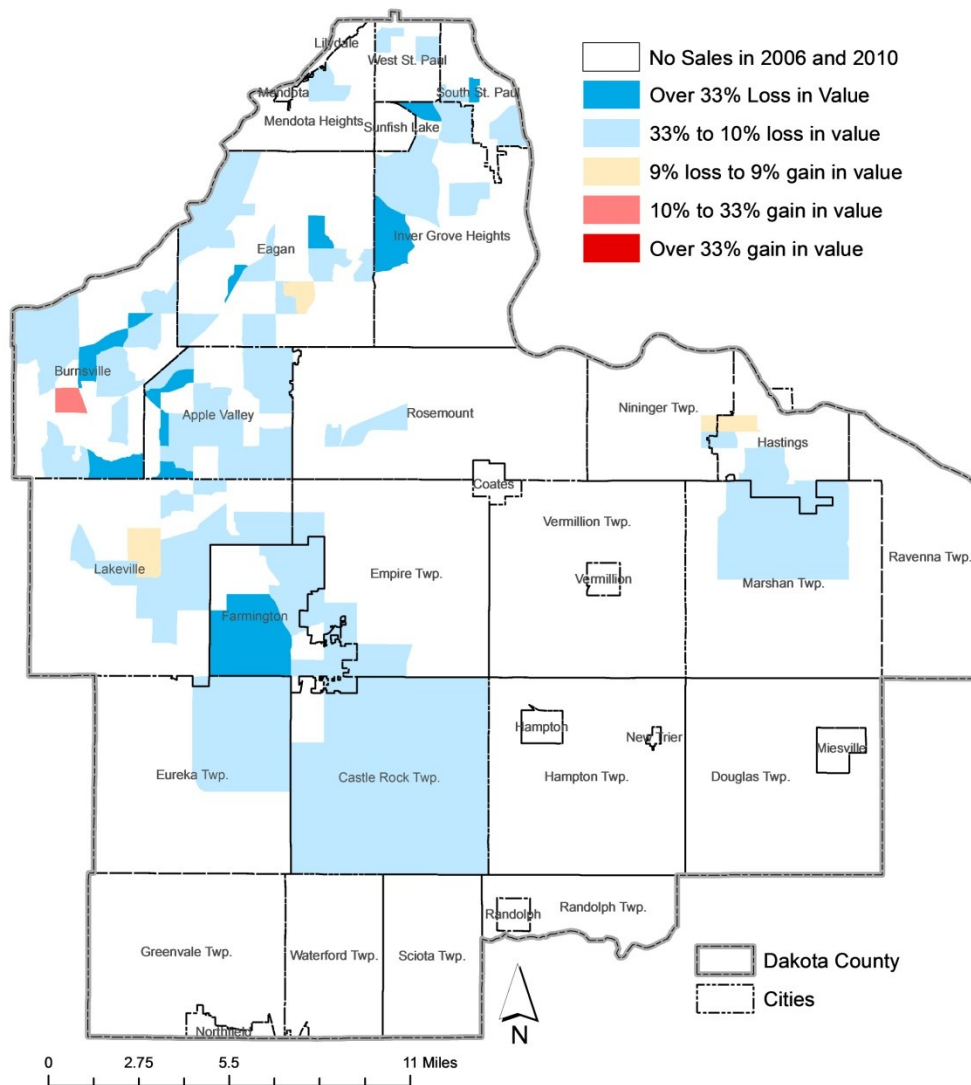 Lilydale
West St. Paul
Mendota
South St. Paul
Mendota Heights
Sunfish Lake
Eagan
Inver Grove Heights
Burnsville
Apple Valley
Rosemount
Nininger Twp.
Hastings
Coates
Vermillion Twp.
Ravenna Twp.
Lakeville
Empire Twp.
Vermillion
Marshan Twp.
Farmington
Hampton
New Trier
Miesville
Eureka Twp.
Castle Rock Twp.
Hampton Twp.
Douglas Twp.
Randolph
Randolph Twp.
Greenvale Twp.
Waterford Twp.
Sciota Twp.
Northfield
No Sales in 2006 and 2010
Over 33% Loss in Value
33% to 10% loss in value
9% loss to 9% gain in value
10% to 33% gain in value
Over 33% gain in value
Dakota County
Cities
N
0 2.75 5.5 11 Miles